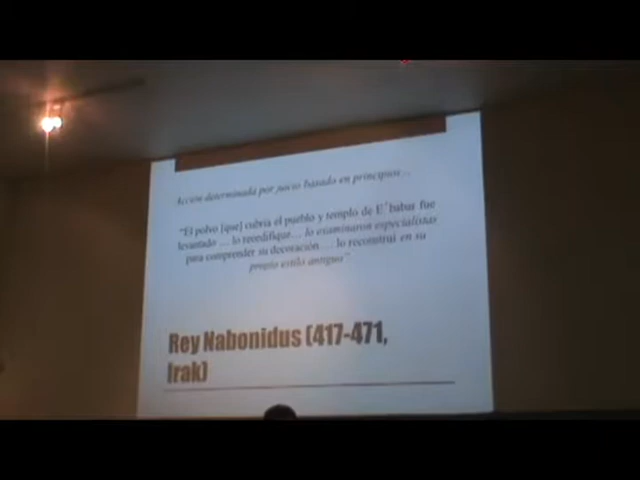 Acción determinada por juicio basado en principios...
"El polvo [que] cubría el pueblo y templo de E'babar fue
levantado ... lo reedifique... lo examinaron especialistas
para comprender su decoración ... lo reconstruí en su
propio estilo antiguo"
Rey Nabonidus (417-471,
Irak)